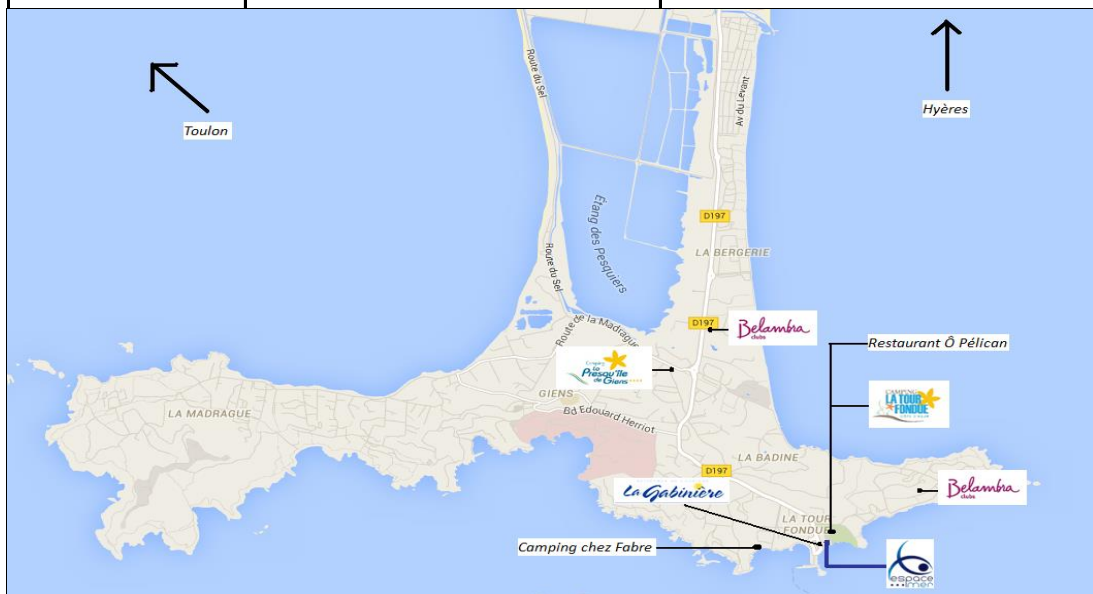 Toulon
Hyères
Route du Sel
Av du Levant
Étang des Pesquiers
D197
LA BERGERIE
Route du Sel
Route de la Madrague
D197
Belambra
clubs
Restaurant Ô Pélican
Camping
La
Presqu'île
de Giens
CAMPING
LA TOUR
FONDUE
GIENS
LA MADRAGUE
Bd Edouard Herriot
LA BADINE
D197
La Gabinière
Belambra
clubs
LA TOUR
FONDUE
Camping chez Fabre
espace
mer